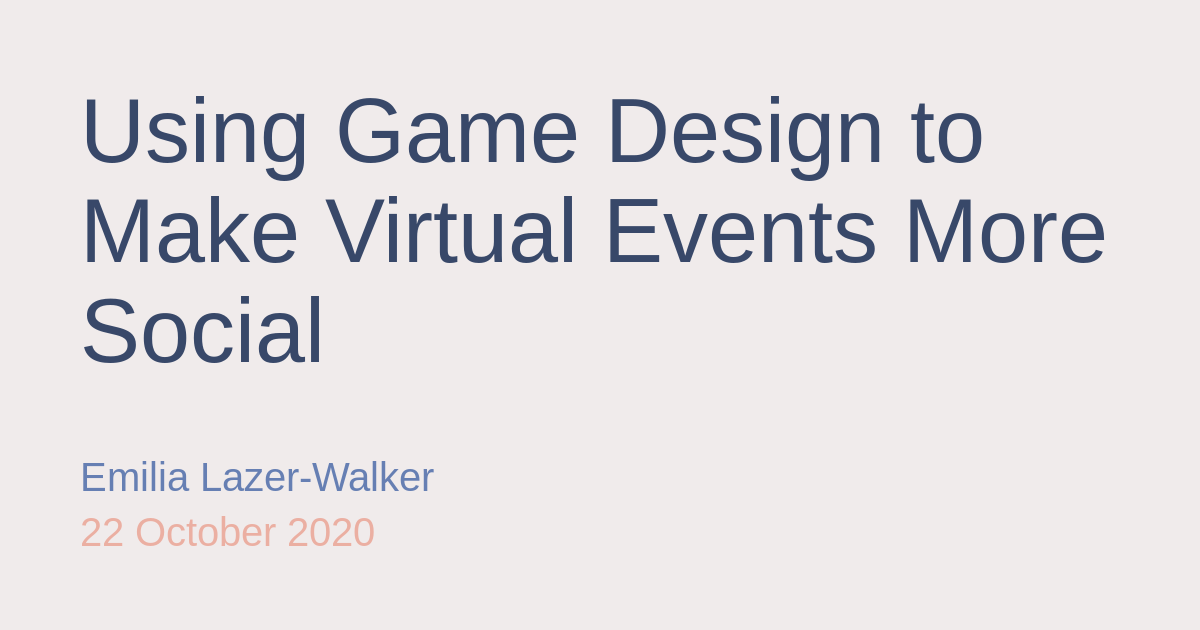 Using Game Design to
Make Virtual Events More
Social
Emilia Lazer-Walker
22 October 2020